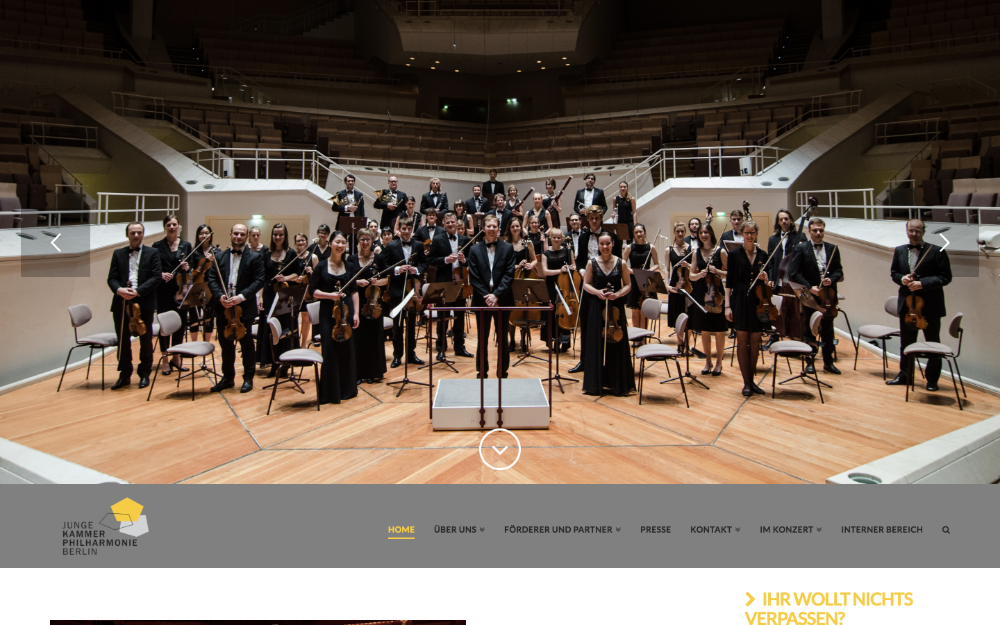 JUNGE
KAMMER
PHILHARMONIE
BERLIN
HOME ÜBER UNS FÖRDERER UND PARTNER PRESSE KONTAKT IM KONZERT INTERNER BEREICH
IHR WOLLT NICHTS
VERPASSEN?